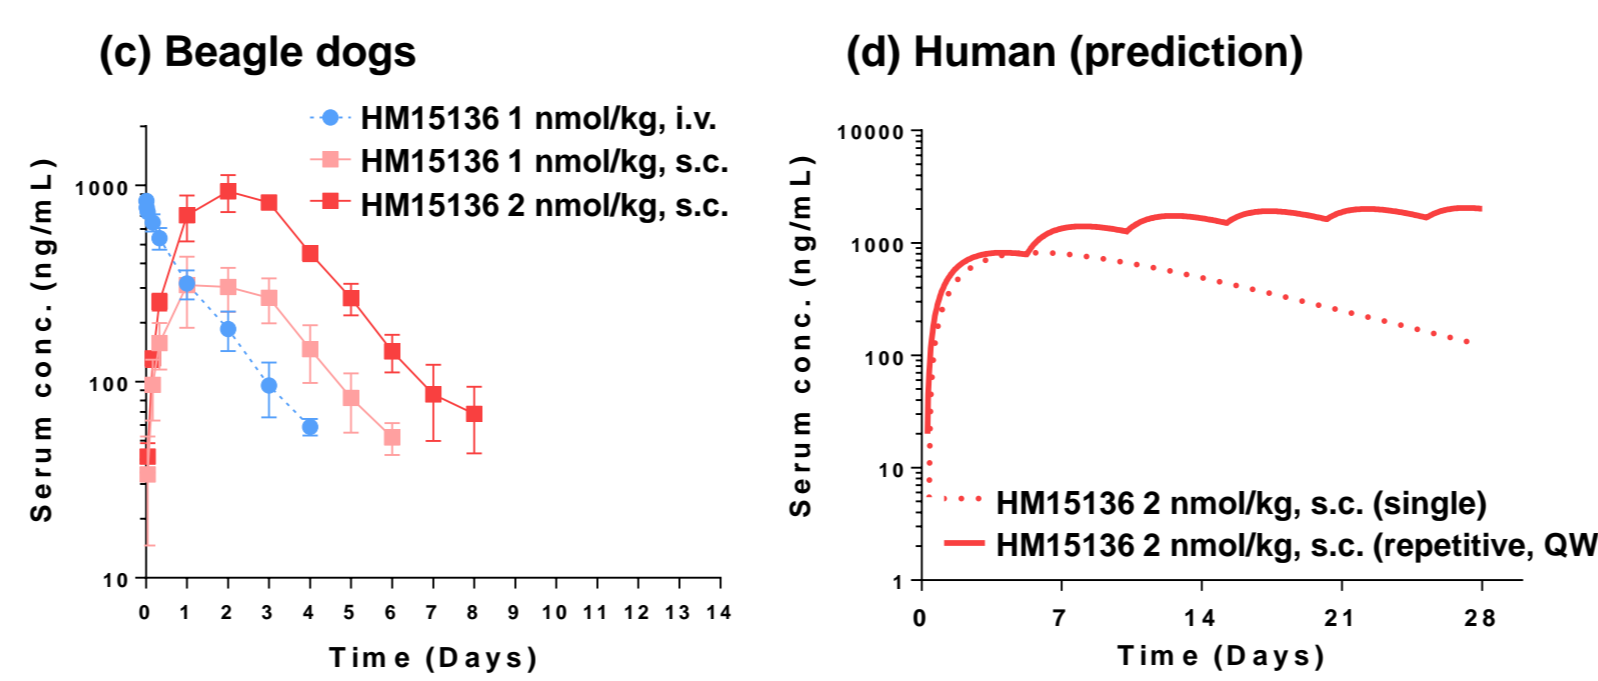 (c) Beagle dogs
HM15136 1 nmol/kg, i.v.
HM15136 1 nmol/kg, s.c.
HM15136 2 nmol/kg, s.c.
Serum conc. (ng/mL)
1000
100
10
0 1 2 3 4 5 6 7 8 9 10 11 12 13 14
Time (Days)
(d) Human (prediction)
Serum conc. (ng/mL)
10000
1000
100
10
1
HM15136 2 nmol/kg, s.c. (single)
HM15136 2 nmol/kg, s.c. (repetitive, QW
0 7 14 21 28
Time (Days)